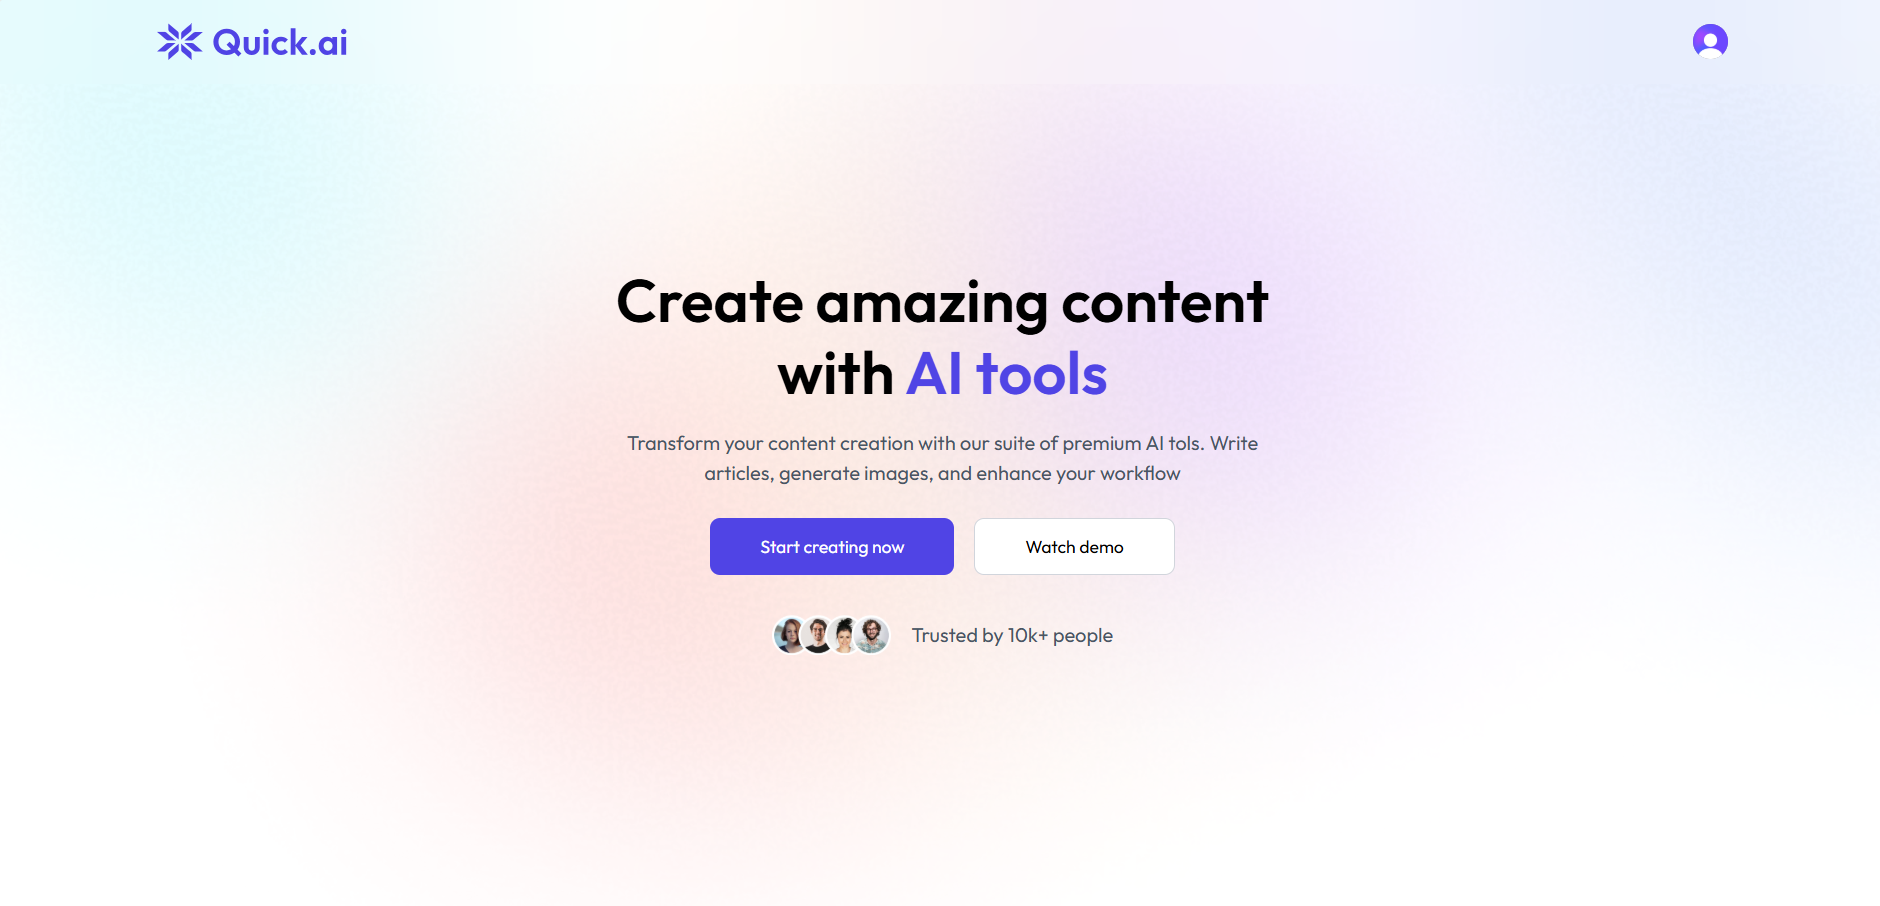 Quick.ai
Create amazing content
with AI tools
Transform your content creation with our suite of premium AI tols. Write
articles, generate images, and enhance your workflow
Start creating now
Watch demo
Trusted by 10k+ people